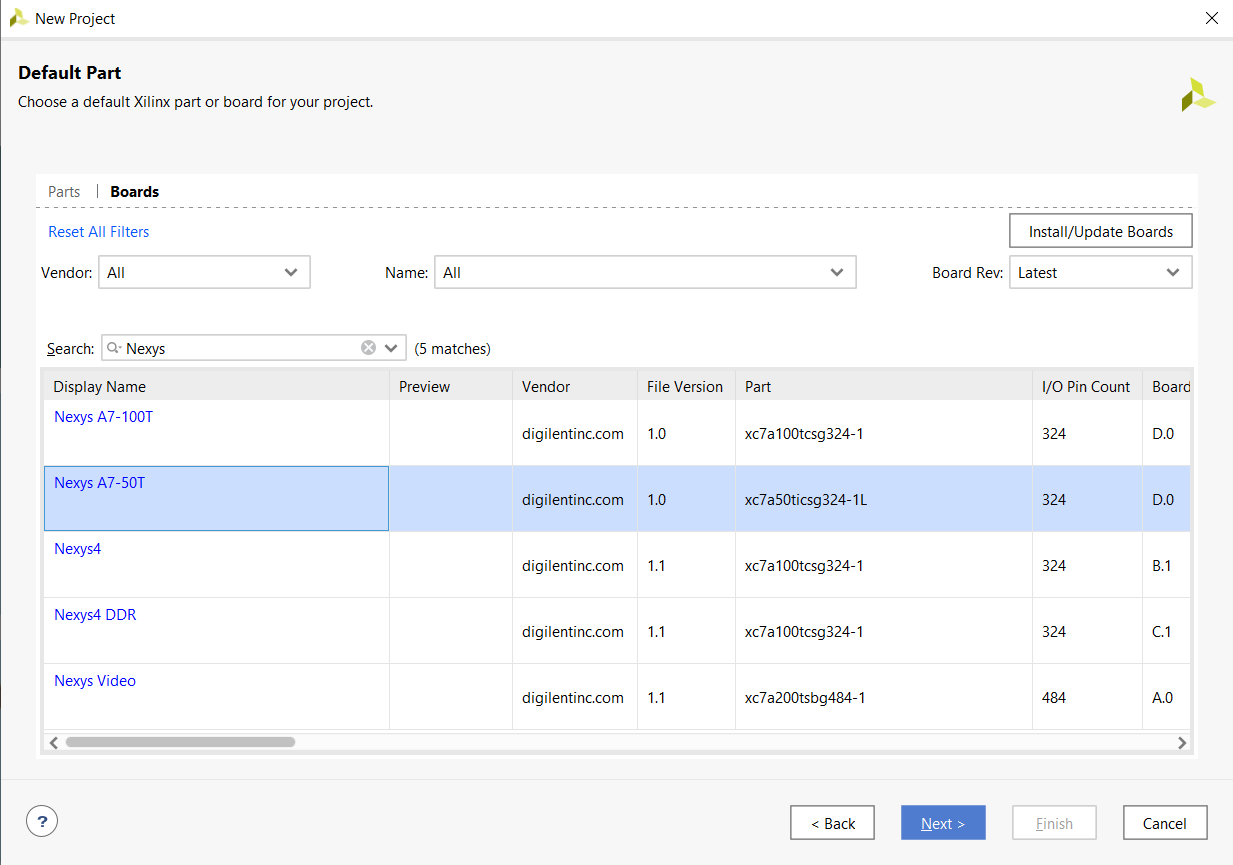 New Project
Default Part
Choose a default Xilinx part or board for your project.
Parts | Boards
Reset All Filters Install/Update Boards
Vendor: All Name: All Board Rev: Latest
Search: Nexys (5 matches)
Display Name Preview Vendor File Version Part I/O Pin Count Board
Nexys A7-100T digilentinc.com 1.0 xc7a100tcsg324-1 324 D.0
Nexys A7-50T digilentinc.com 1.0 xc7a50ticsg324-1L 324 D.0
Nexys4 digilentinc.com 1.1 xc7a100tcsg324-1 324 B.1
Nexys4 DDR digilentinc.com 1.1 xc7a100tcsg324-1 324 C.1
Nexys Video digilentinc.com 1.1 xc7a200tsbg484-1 484 A.0
? < Back Next > Finish Cancel